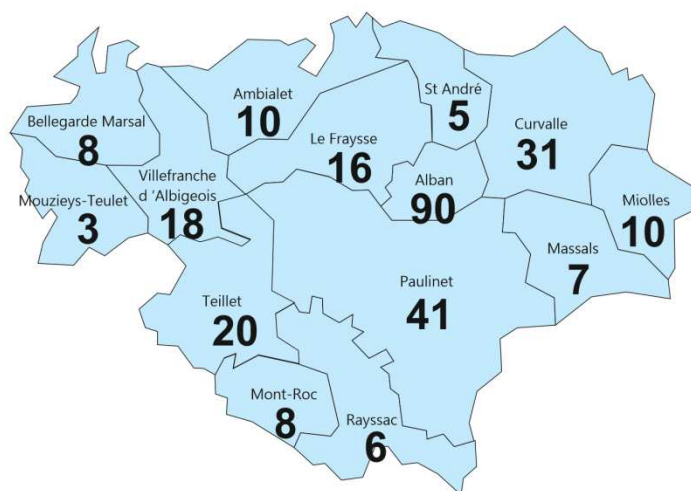 St André
5
Ambialet
10
Bellegarde Marsal
8
Curvalle
31
Le Fraysse
16
Villefranche
d 'Albigeois
18
Alban
90
Mouzieys-Teulet
3
Miolles
10
Massals
7
Paulinet
41
Teillet
20
Mont-Roc
8
Rayssac
6